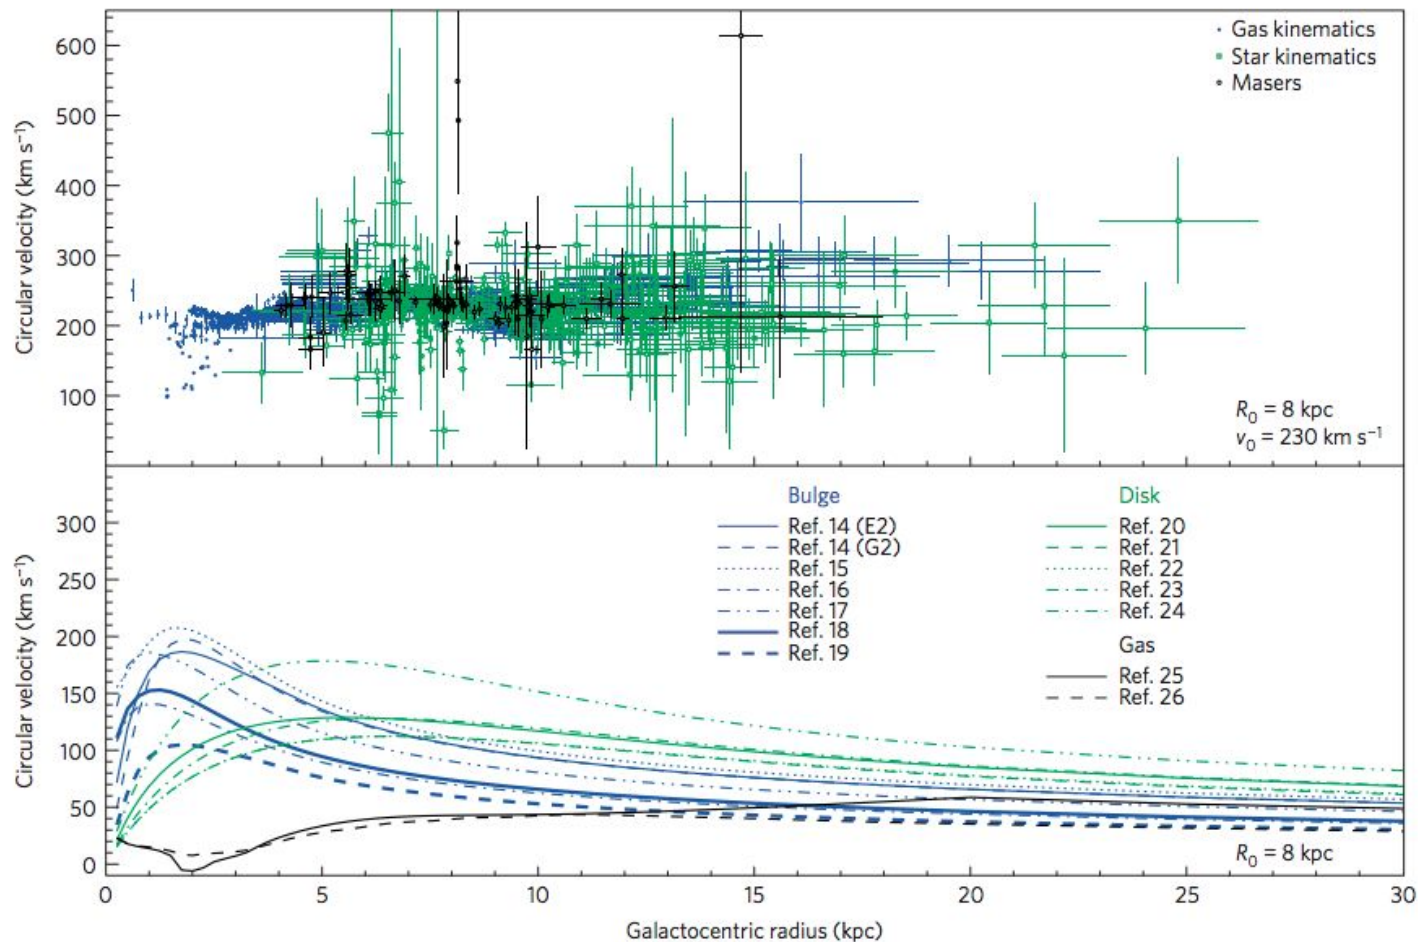 Circular velocity (km s⁻¹)
600
500
400
300
200
100
Gas kinematics
Star kinematics
Masers
R₀ = 8 kpc
v₀ = 230 km s⁻¹
Circular velocity (km s⁻¹)
300
250
200
150
100
50
0
Bulge
Ref. 14 (E2)
Ref. 14 (G2)
Ref. 15
Ref. 16
Ref. 17
Ref. 18
Ref. 19
Disk
Ref. 20
Ref. 21
Ref. 22
Ref. 23
Ref. 24
Gas
Ref. 25
Ref. 26
R₀ = 8 kpc
0 5 10 15 20 25 30
Galactocentric radius (kpc)